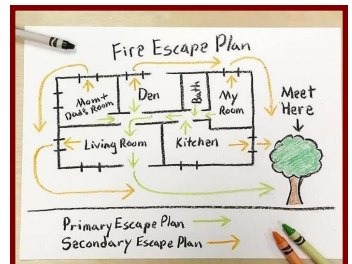 Fire Escape Plan
Mom +
Dad's Room
Den
Bath
My
Room
Meet
Here
Living Room
Kitchen
Primary Escape Plan
Secondary Escape Plan